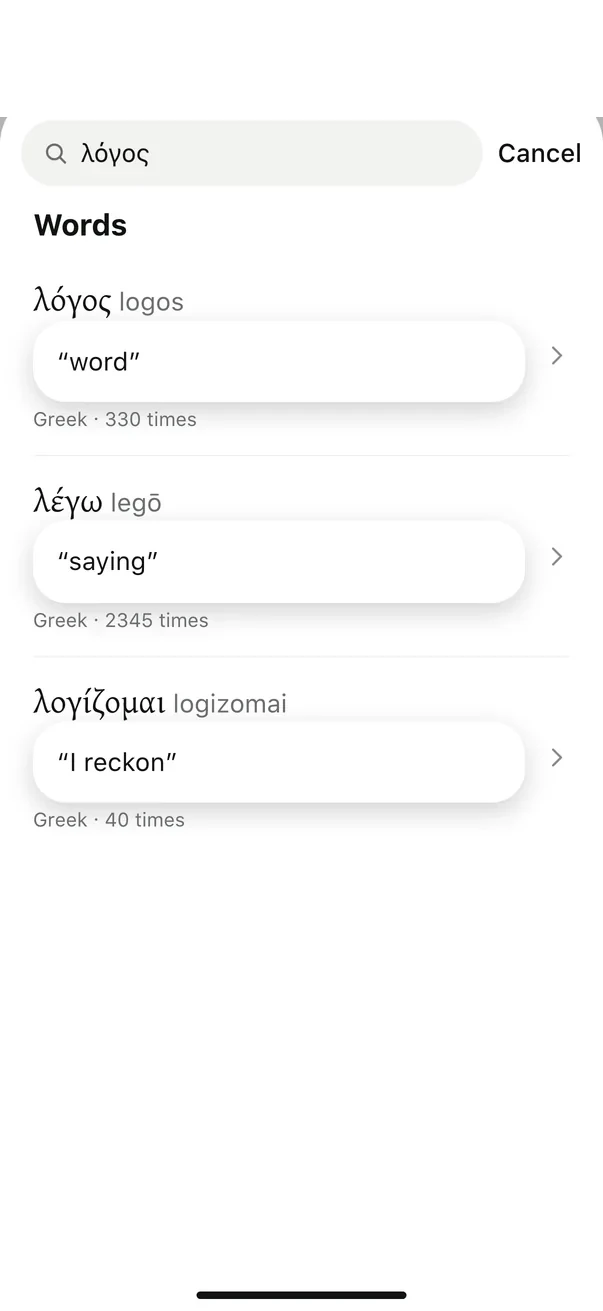 λόγος Cancel
Words
λόγος logos
“word”
Greek · 330 times
λέγω legō
“saying”
Greek · 2345 times
λογίζομαι logizomai
“I reckon”
Greek · 40 times